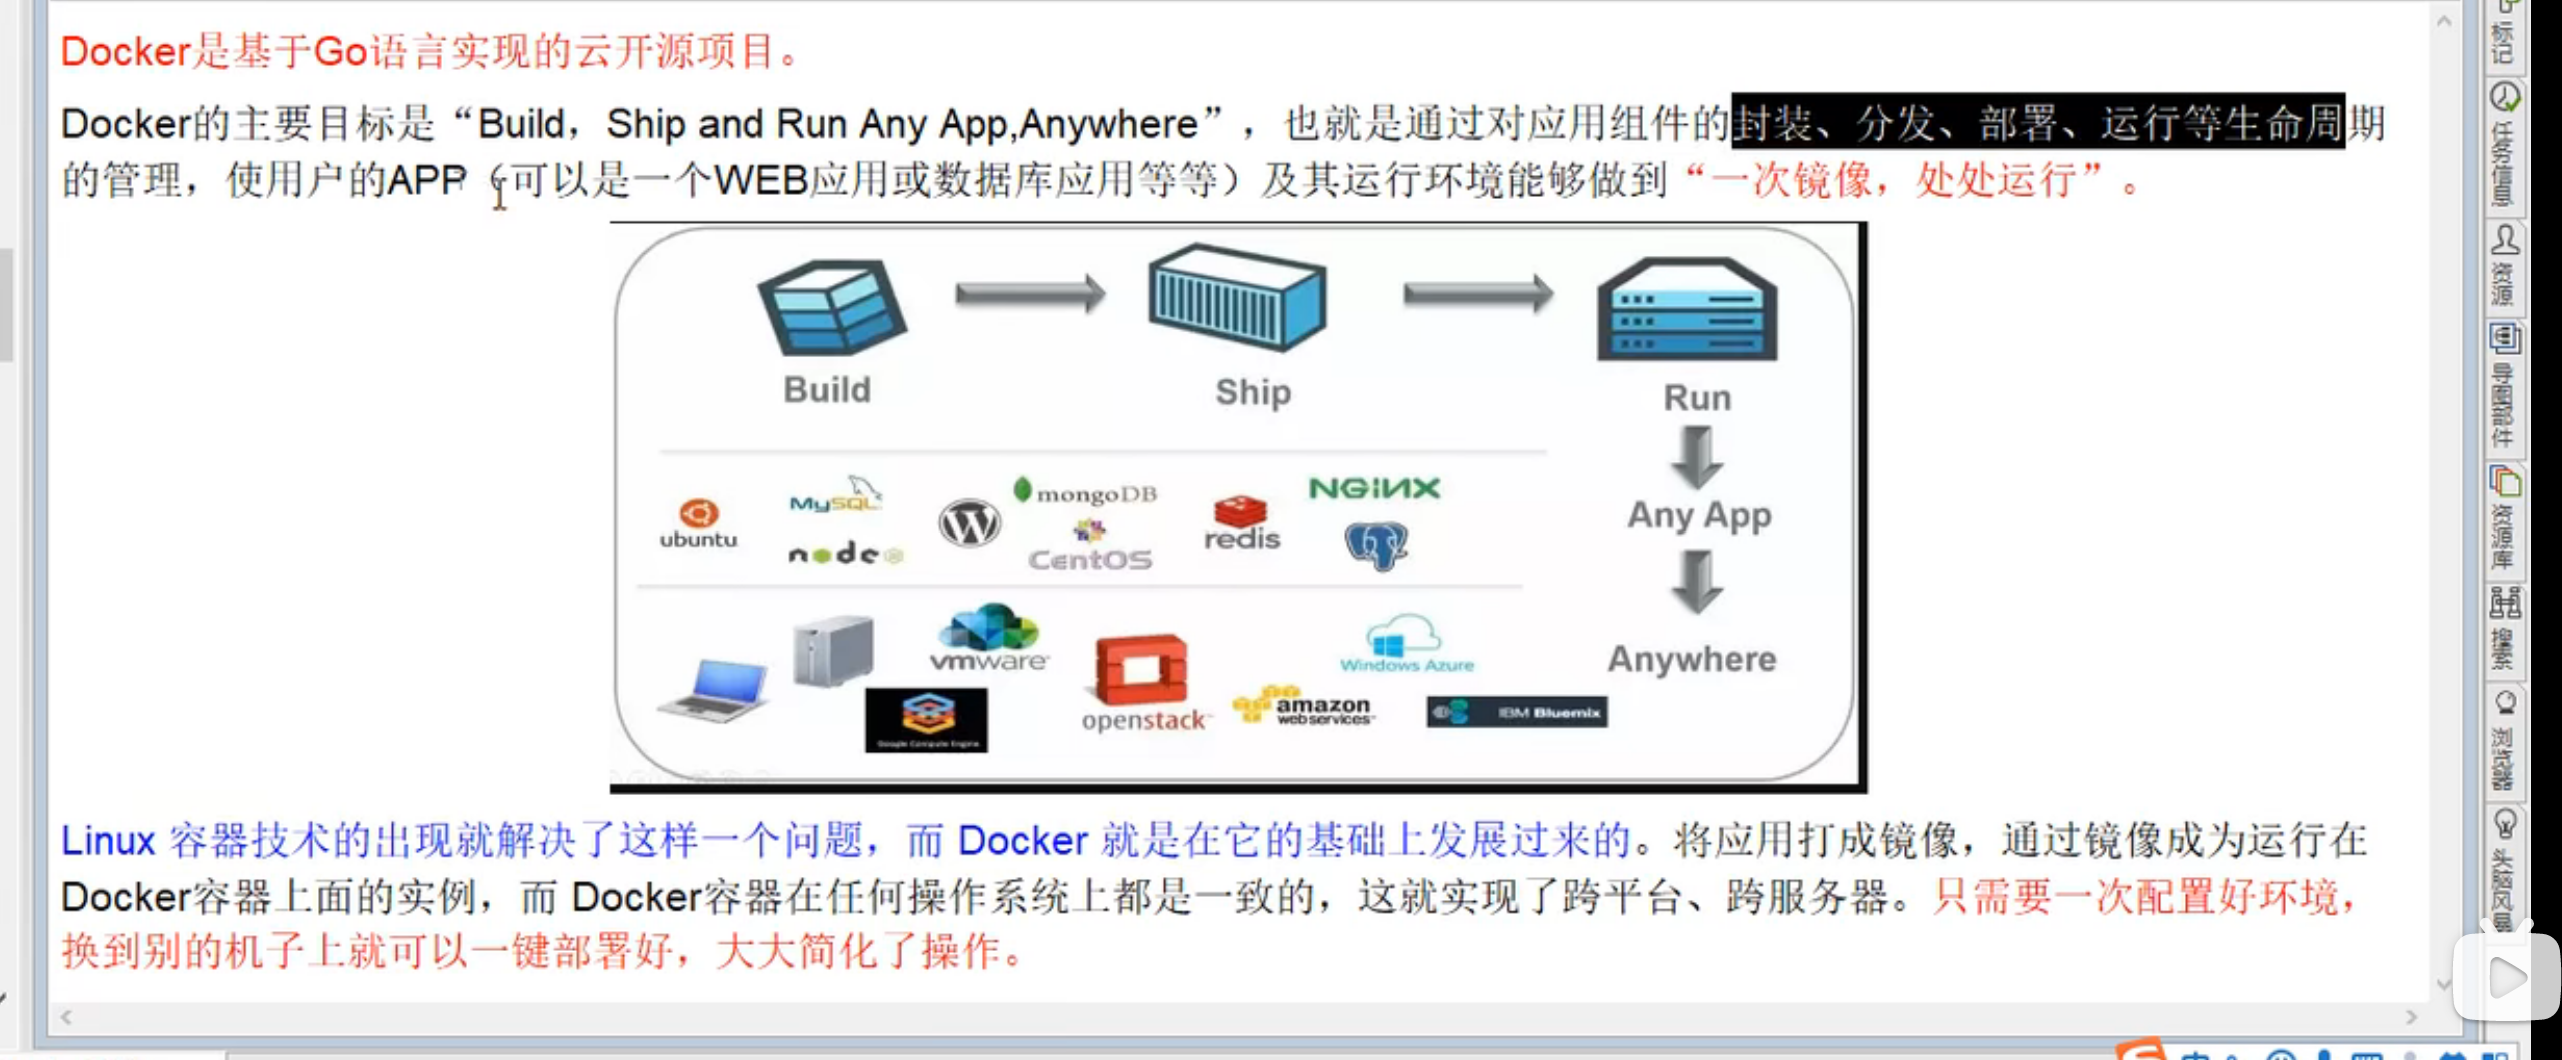 Docker是基于Go语言实现的云开源项目。
Docker的主要目标是“Build，Ship and Run Any App,Anywhere”，也就是通过对应用组件的封装、分发、部署、运行等生命周期
的管理，使用户的APP（可以是一个WEB应用或数据库应用等等）及其运行环境能够做到“一次镜像，处处运行”。
Build
Ship
Run
ubuntu
MySQL
node
mongoDB
CentOS
redis
NGiNX
Any App
vmware
Google Compute Engine
openstack
amazon
webservices
Windows Azure
IBM Bluemix
Anywhere
Linux 容器技术的出现就解决了这样一个问题，而 Docker 就是在它的基础上发展过来的。将应用打成镜像，通过镜像成为运行在
Docker容器上面的实例，而 Docker容器在任何操作系统上都是一致的，这就实现了跨平台、跨服务器。只需要一次配置好环境，
换到别的机子上就可以一键部署好，大大简化了操作。
标记
任务信息
资源
导图部件
资源库
搜索
浏览器
头脑风暴
中